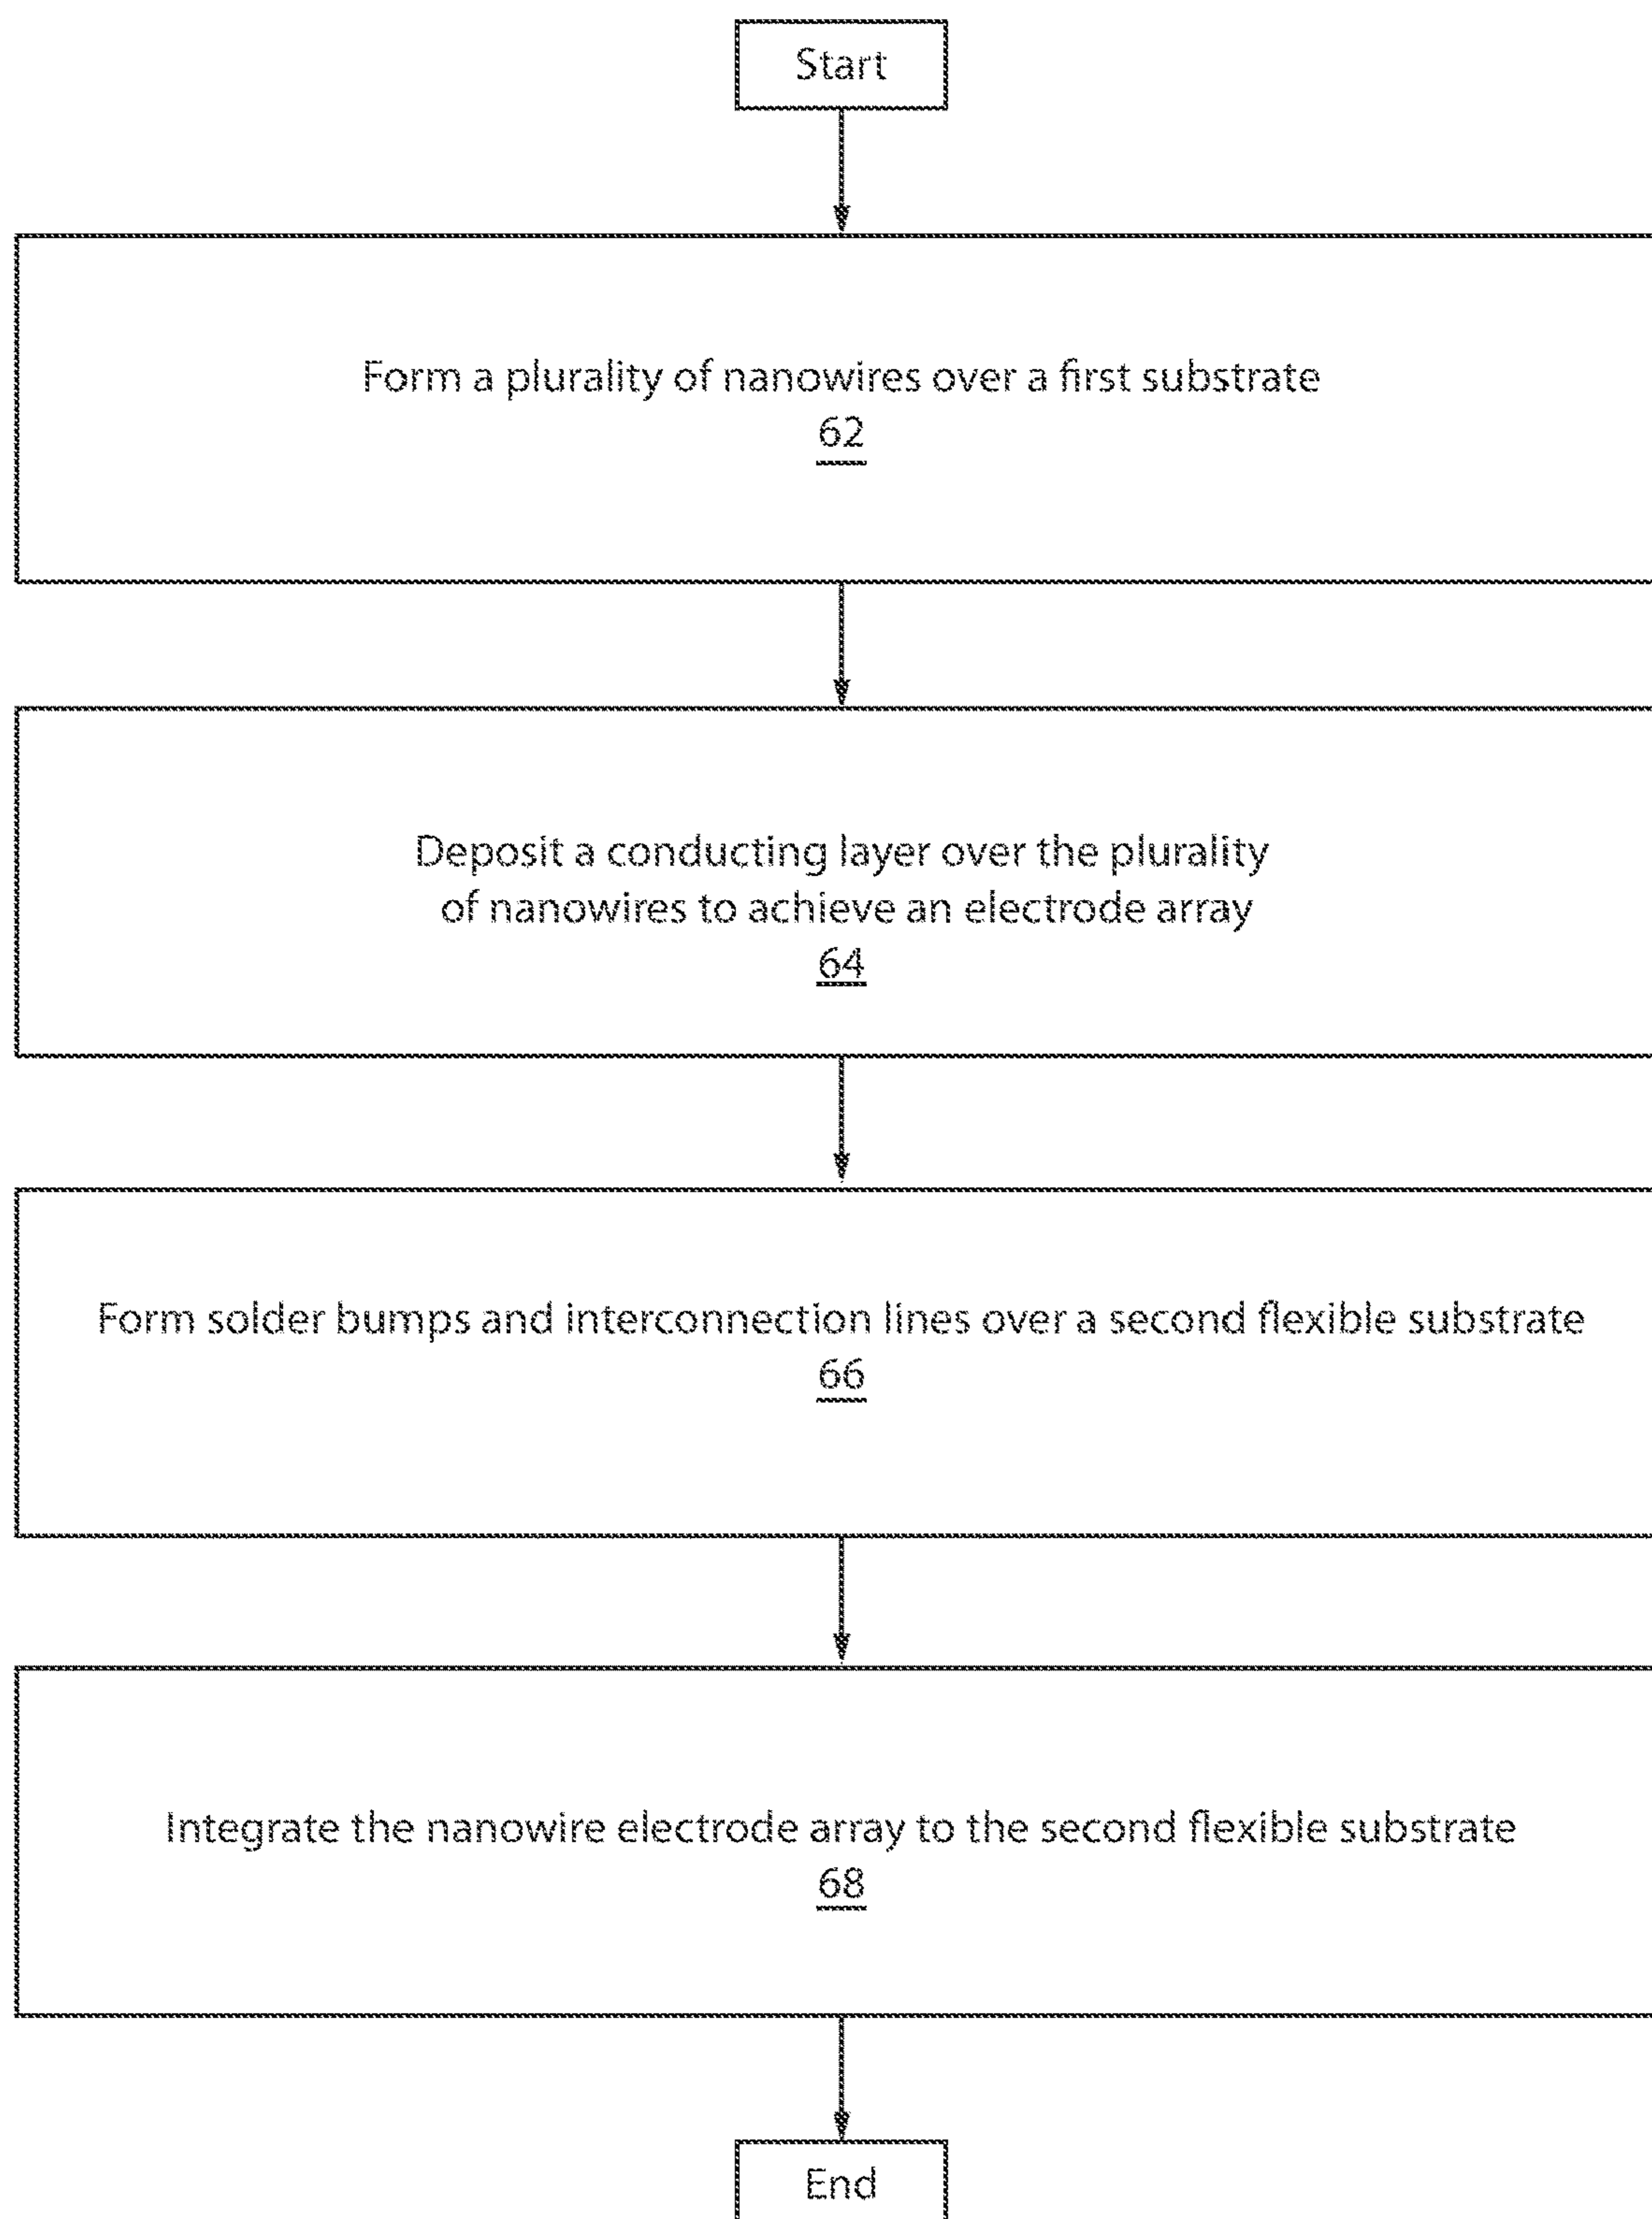 Start
Form a plurality of nanowires over a first substrate
62
Deposit a conducting layer over the plurality
of nanowires to achieve an electrode array
64
Form solder bumps and interconnection lines over a second flexible substrate
66
Integrate the nanowire electrode array to the second flexible substrate
68
End